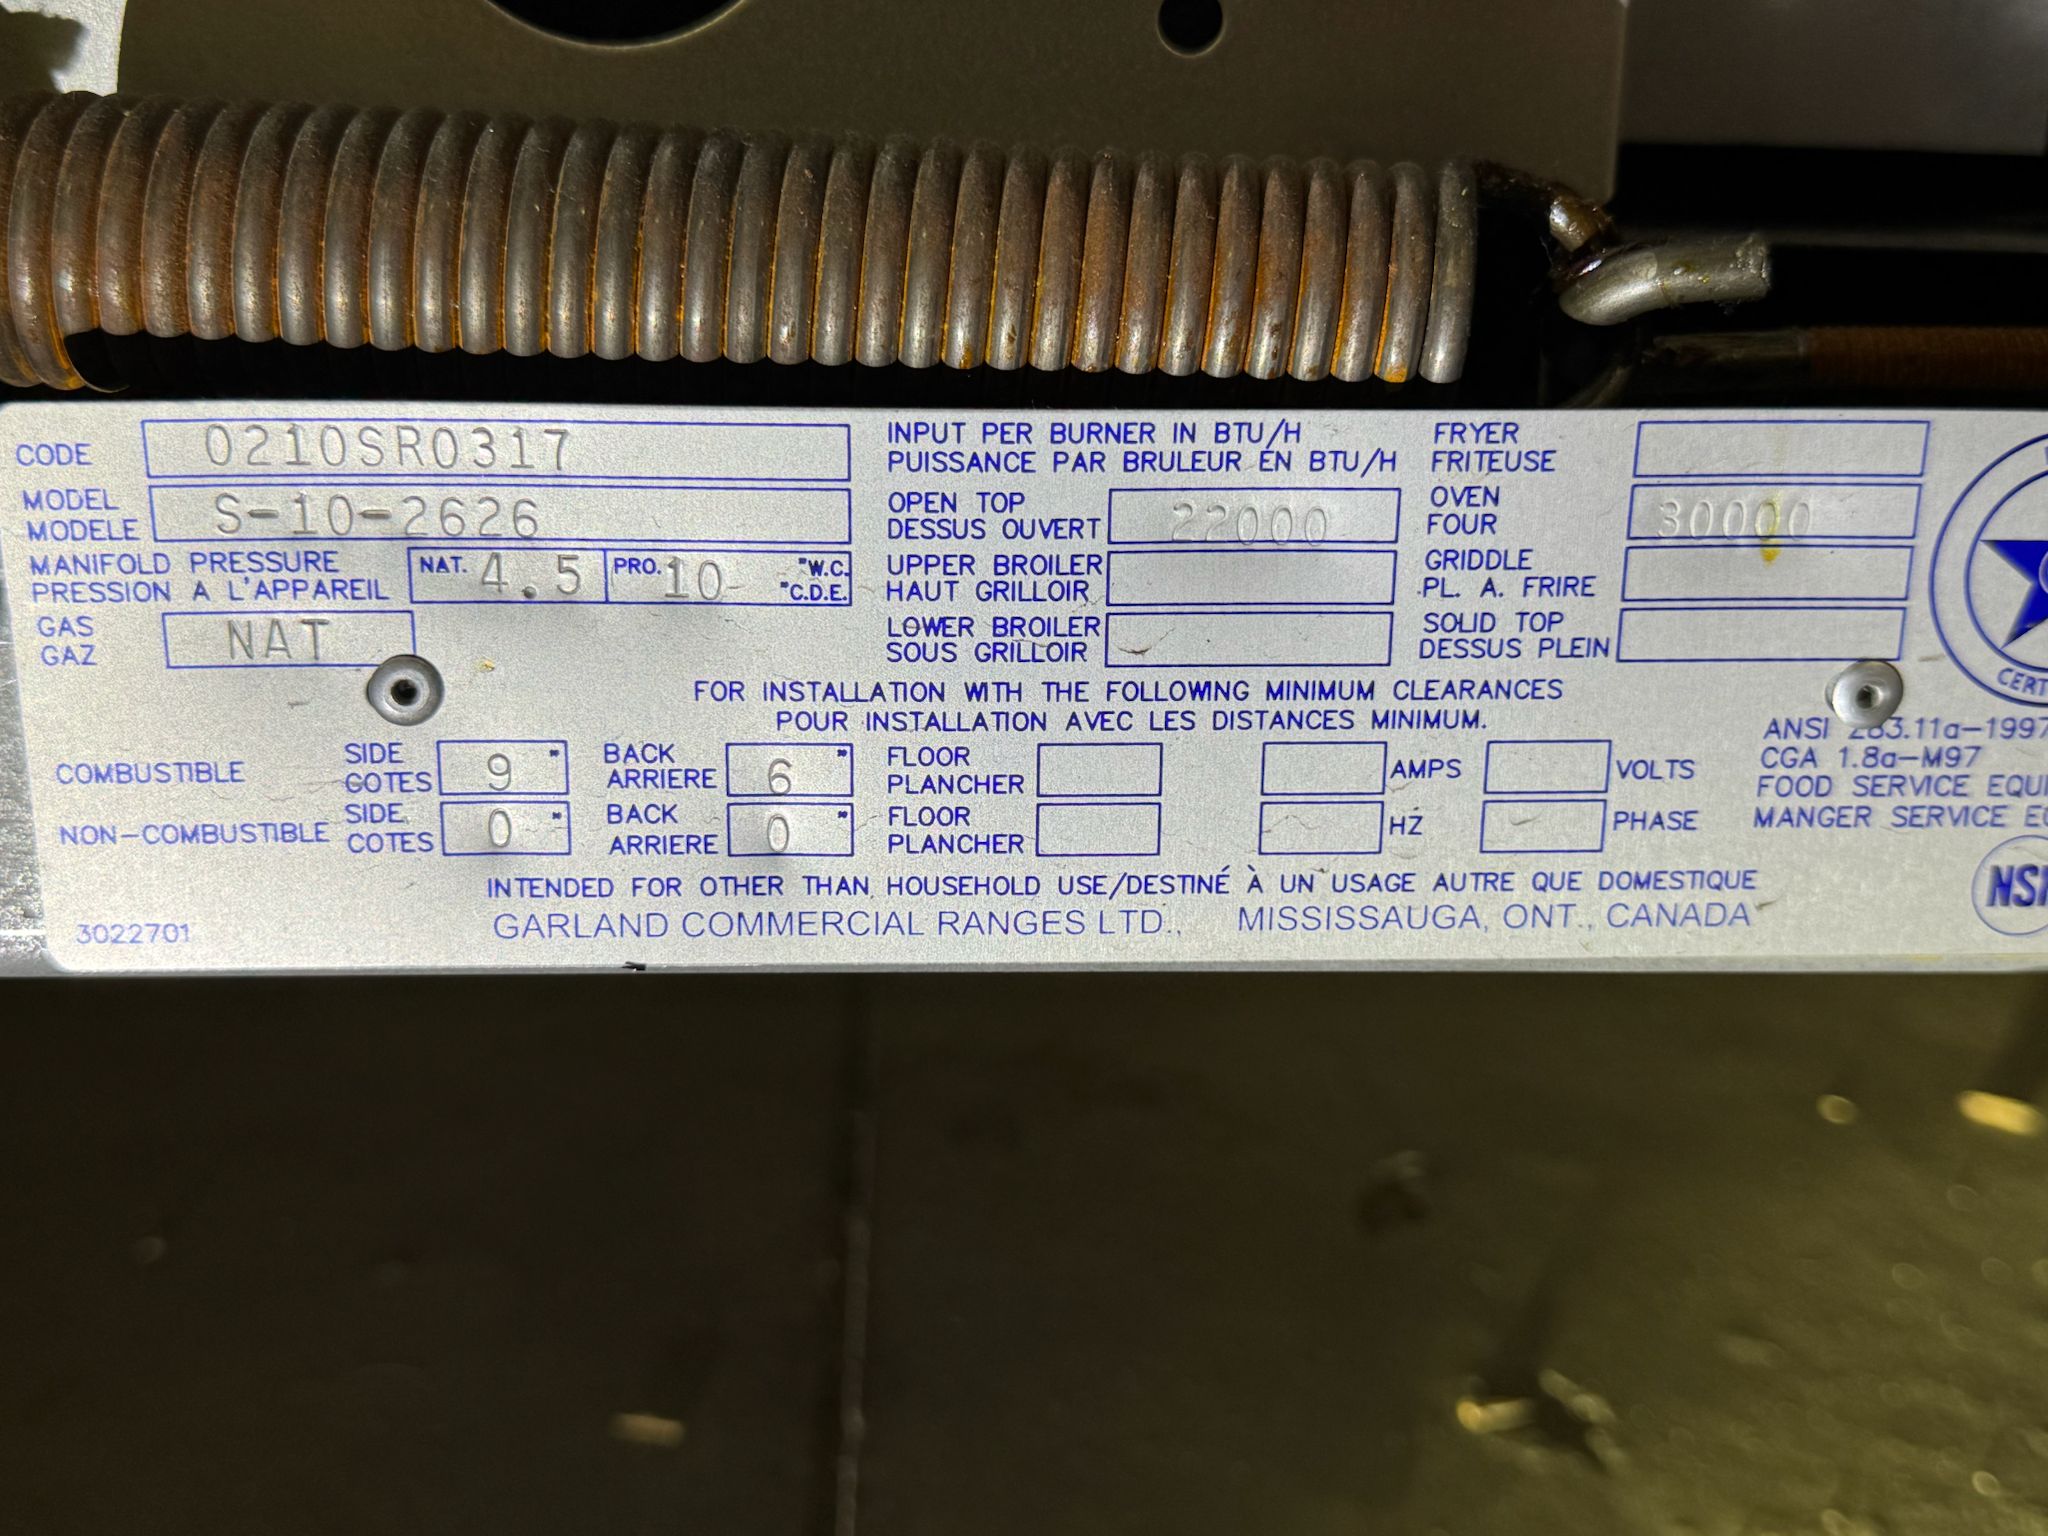 CODE 0210SR0317
MODEL
MODELE S-10-2626
MANIFOLD PRESSURE
PRESSION A L'APPAREIL NAT. 4.5 PRO. 10 "W.C.
"C.D.E.
GAS
GAZ NAT
INPUT PER BURNER IN BTU/H
PUISSANCE PAR BRULEUR EN BTU/H
OPEN TOP
DESSUS OUVERT 22000
UPPER BROILER
HAUT GRILLOIR
LOWER BROILER
SOUS GRILLOIR
FRYER
FRITEUSE
OVEN
FOUR 30000
GRIDDLE
PL. A. FRIRE
SOLID TOP
DESSUS PLEIN
FOR INSTALLATION WITH THE FOLLOWING MINIMUM CLEARANCES
POUR INSTALLATION AVEC LES DISTANCES MINIMUM.
COMBUSTIBLE SIDE
COTES 9 " BACK
ARRIERE 6 " FLOOR
PLANCHER AMPS VOLTS
NON-COMBUSTIBLE SIDE
COTES 0 " BACK
ARRIERE 0 " FLOOR
PLANCHER HZ PHASE
ANSI 1997
CGA 1.8a-M97
FOOD SERVICE
MANGER SERVICE
INTENDED FOR OTHER THAN HOUSEHOLD USE/DESTINÉ À UN USAGE AUTRE QUE DOMESTIQUE
GARLAND COMMERCIAL RANGES LTD., MISSISSAUGA, ONT., CANADA
3022701